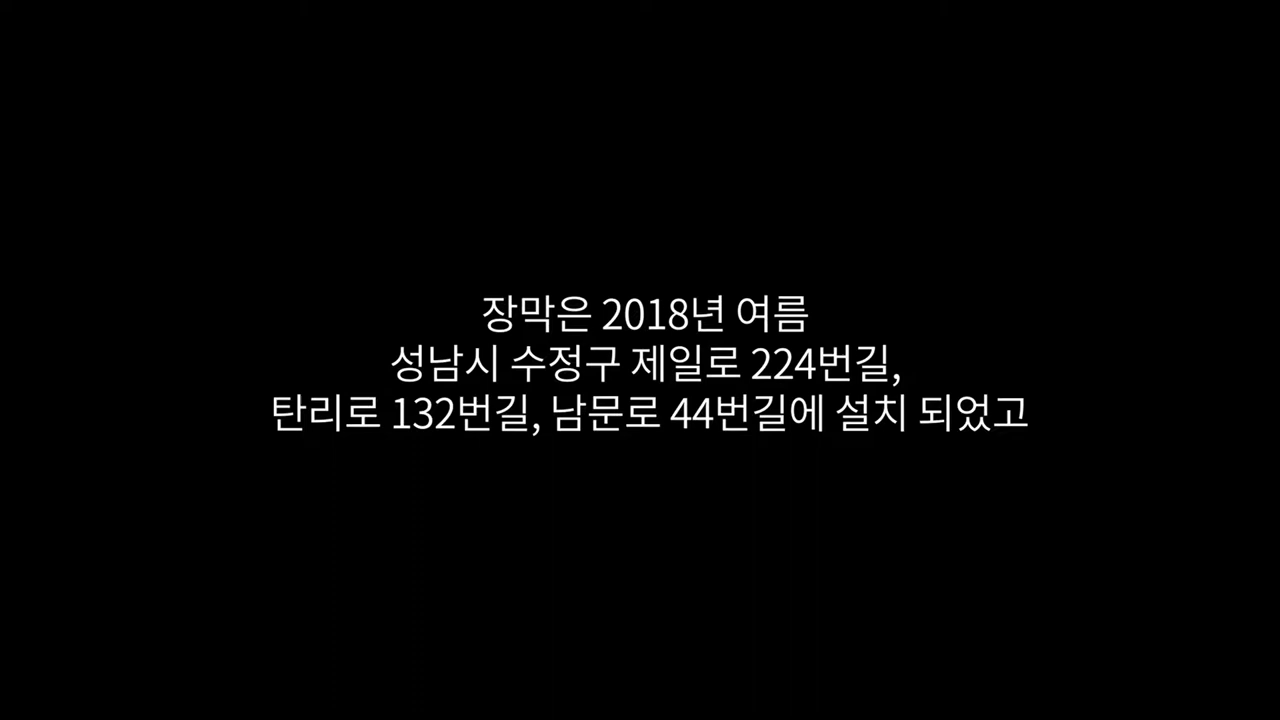 장막은 2018년 여름
성남시 수정구 제일로 224번길,
탄리로 132번길, 남문로 44번길에 설치 되었고